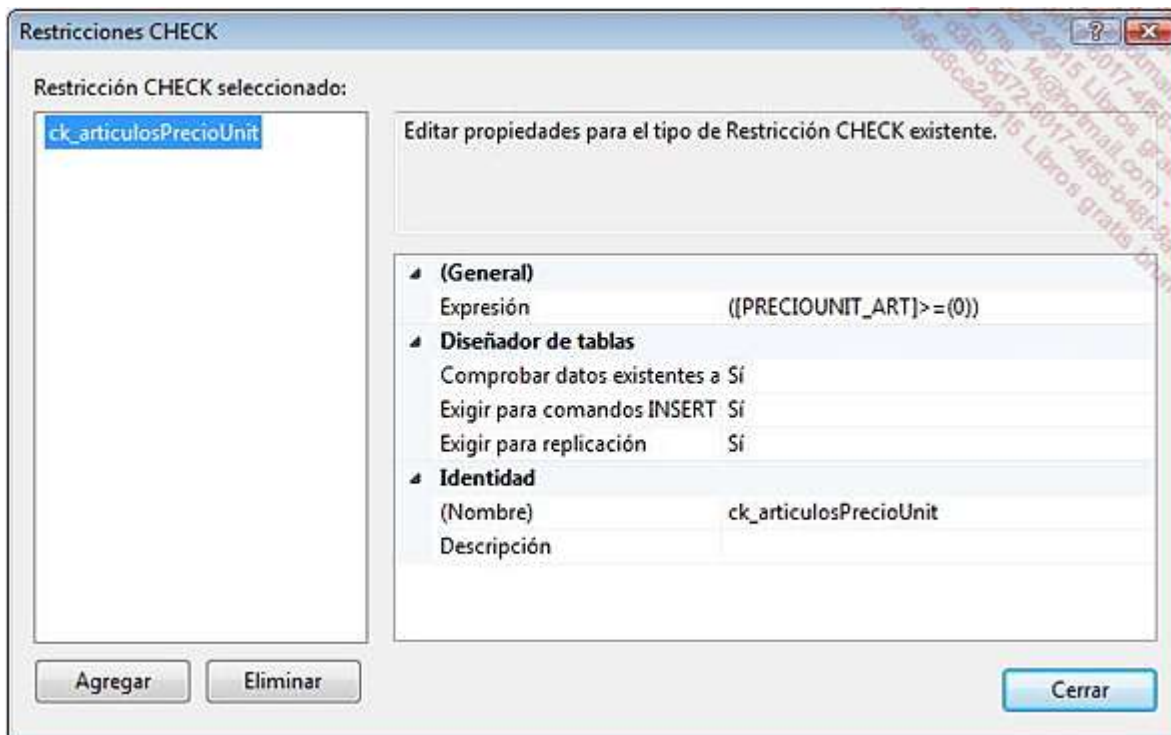 Restricciones CHECK
Restricción CHECK seleccionado:
ck_articulosPrecioUnit
Editar propiedades para el tipo de Restricción CHECK existente.
(General)
Expresión ([PRECIOUNIT_ART]>=(0))
Diseñador de tablas
Comprobar datos existentes a Sí
Exigir para comandos INSERT Sí
Exigir para replicación Sí
Identidad
(Nombre) ck_articulosPrecioUnit
Descripción
Agregar
Eliminar
Cerrar